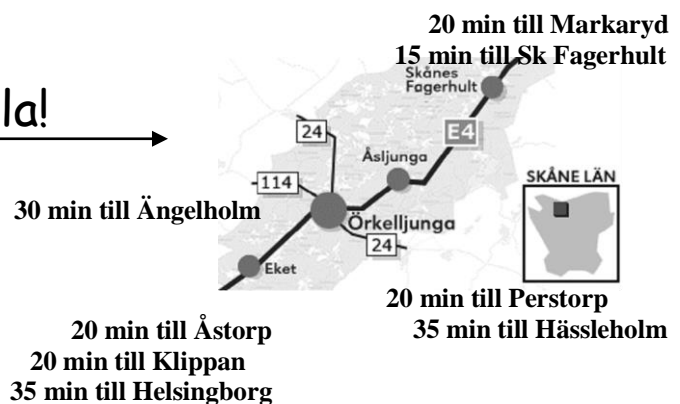 20 min till Markaryd
15 min till Sk Fagerhult
la!
Skånes
Fagerhult
24
E4
Åsljunga
SKÅNE LÄN
114
30 min till Ängelholm
Örkelljunga
24
Eket
20 min till Perstorp
35 min till Hässleholm
20 min till Åstorp
20 min till Klippan
35 min till Helsingborg